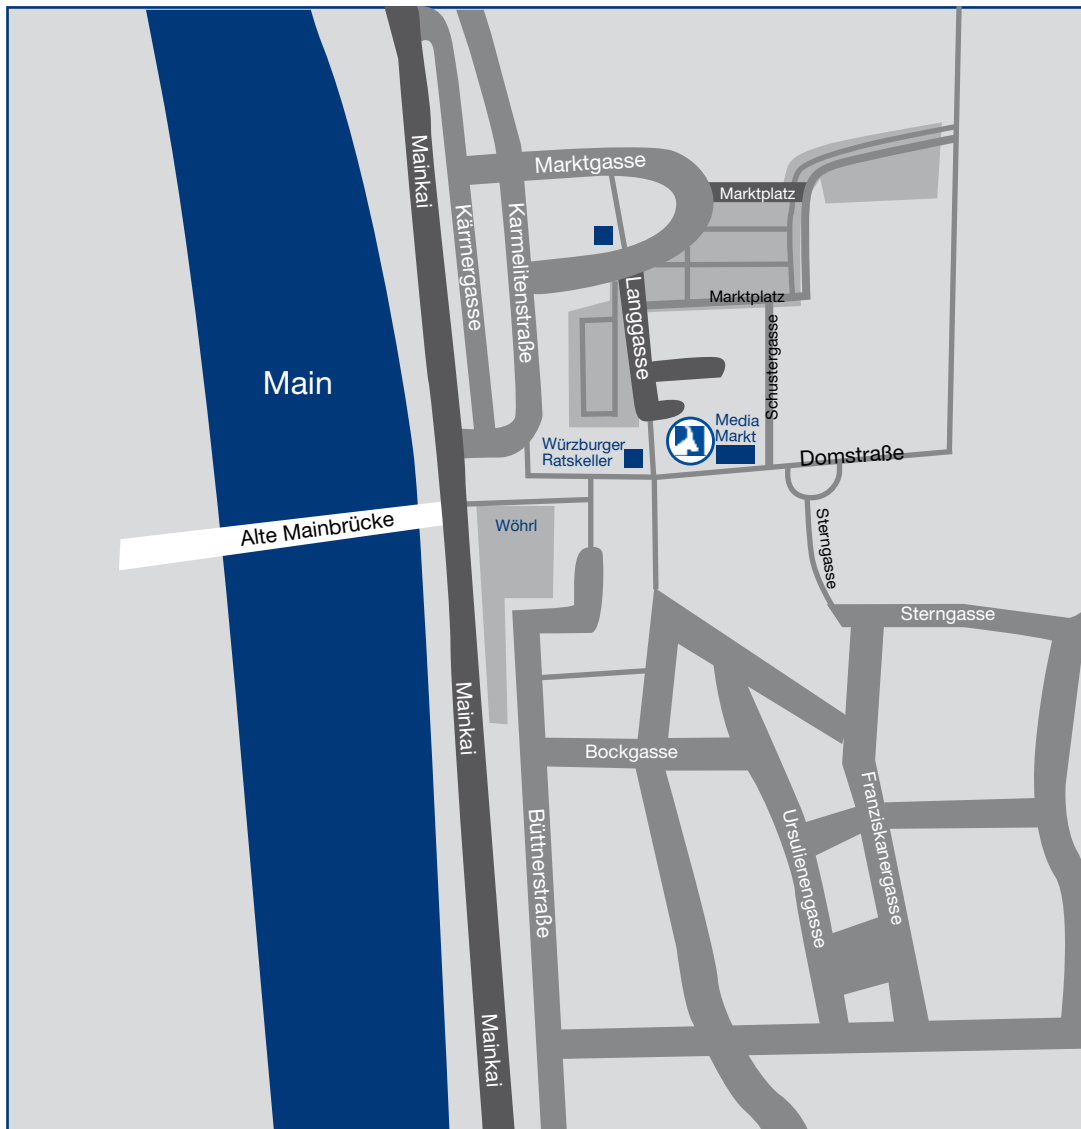 Mainkai
Marktgasse
Marktplatz
Kärrnergasse
Karmelitenstraße
Langgasse
Marktplatz
Schustergasse
Main
Media
Markt
Würzburger
Ratskeller
Domstraße
Alte Mainbrücke
Wöhrl
Sterngasse
Sterngasse
Mainkai
Bockgasse
Büttnerstraße
Ursulienengasse
Franziskanergasse
Mainkai